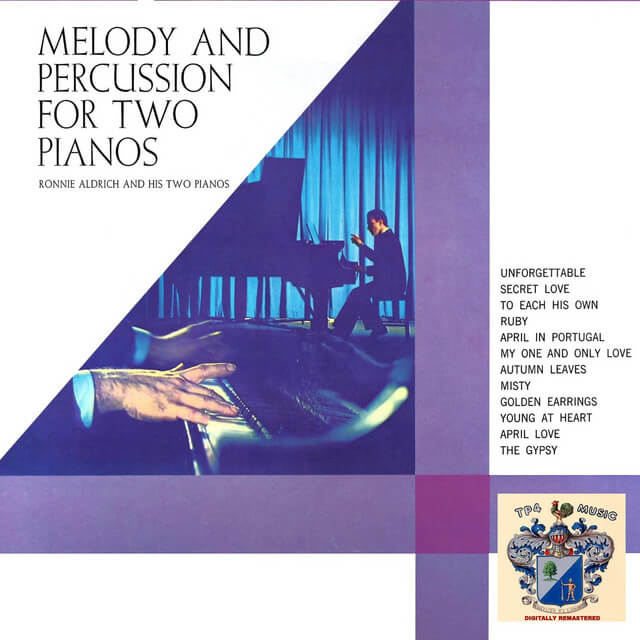 MELODY AND
PERCUSSION
FOR TWO
PIANOS
RONNIE ALDRICH AND HIS TWO PIANOS
UNFORGETTABLE
SECRET LOVE
TO EACH HIS OWN
RUBY
APRIL IN PORTUGAL
MY ONE AND ONLY LOVE
AUTUMN LEAVES
MISTY
GOLDEN EARRINGS
YOUNG AT HEART
APRIL LOVE
THE GYPSY
TP4 MUSIC
DIGITALLY REMASTERED